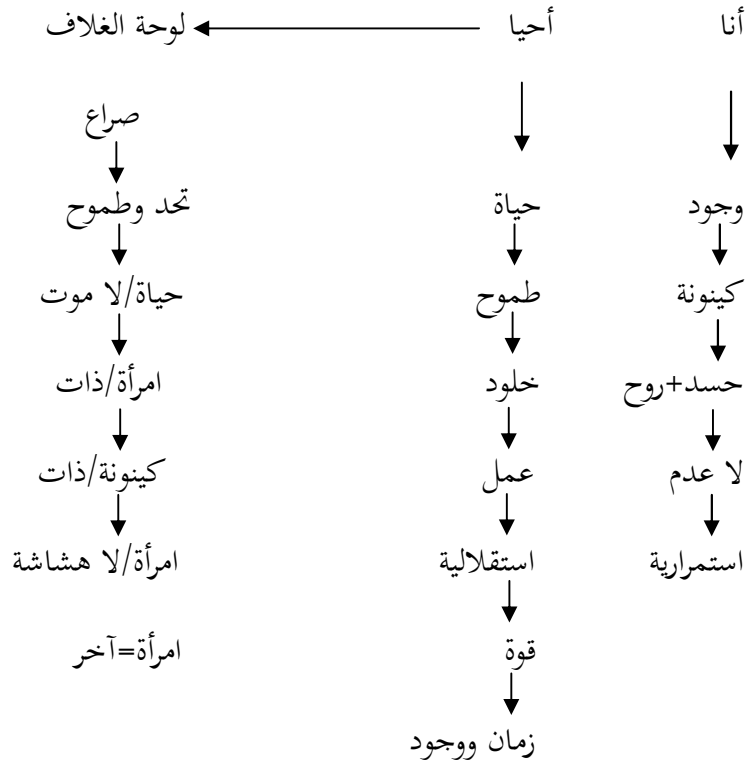 أنا أحيا لوحة الغلاف
صراع
وجود حياة تحد وطموح
كينونة طموح حياة/لا موت
حسد+روح خلود امرأة/ذات
لا عدم عمل كينونة/ذات
استمرارية استقلالية امرأة/لا هشاشة
قوة امرأة=آخر
زمان ووجود